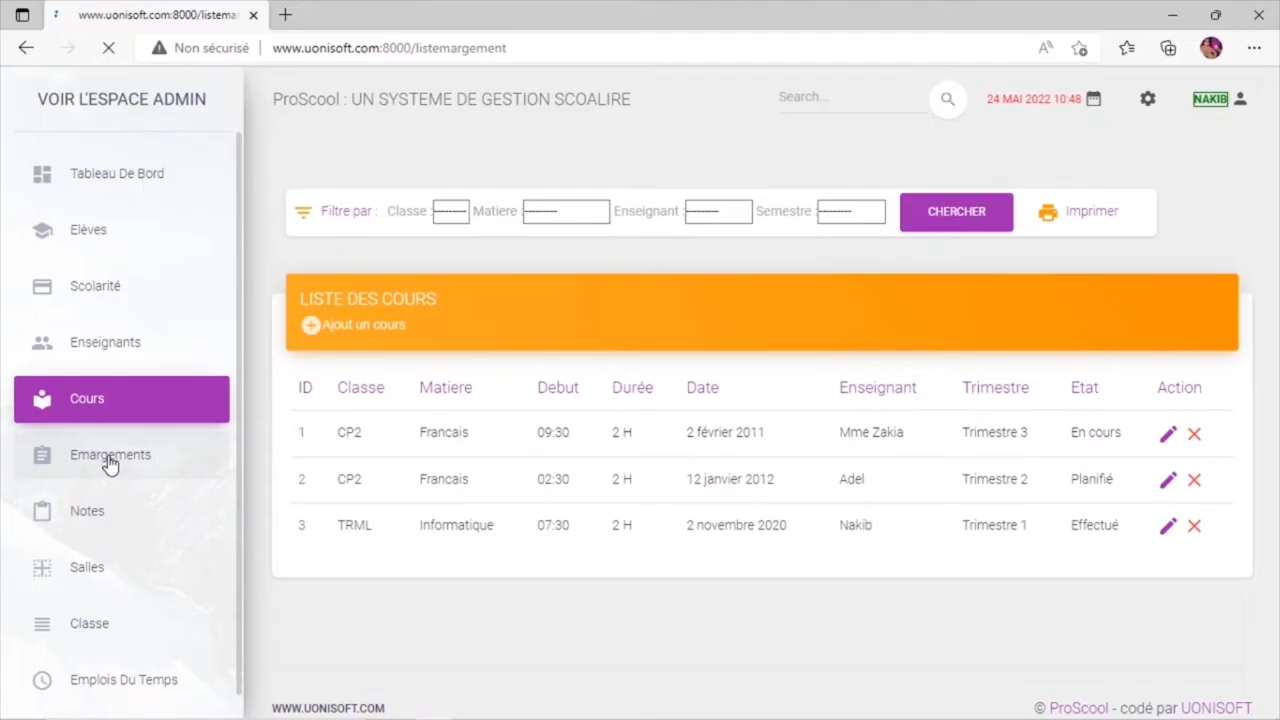 www.uonisoft.com:8000/listema
Non sécurisé
www.uonisoft.com:8000/listemargement
VOIR L'ESPACE ADMIN
Tableau De Bord
Elèves
Scolarité
Enseignants
Cours
Emargements
Notes
Salles
Classe
Emplois Du Temps
ProScool : UN SYSTEME DE GESTION SCOALIRE
Search...
24 MAI 2022 10:48
NAKIB
Filtre par : Classe : --------- Matiere : --------- Enseignant : --------- Semestre : --------- CHERCHER Imprimer
LISTE DES COURS
Ajout un cours
ID Classe Matiere Debut Durée Date Enseignant Trimestre Etat Action
1 CP2 Francais 09:30 2 H 2 février 2011 Mme Zakia Trimestre 3 En cours
2 CP2 Francais 02:30 2 H 12 janvier 2012 Adel Trimestre 2 Planifié
3 TRML Informatique 07:30 2 H 2 novembre 2020 Nakib Trimestre 1 Effectué
WWW.UONISOFT.COM
© ProScool - codé par UONISOFT